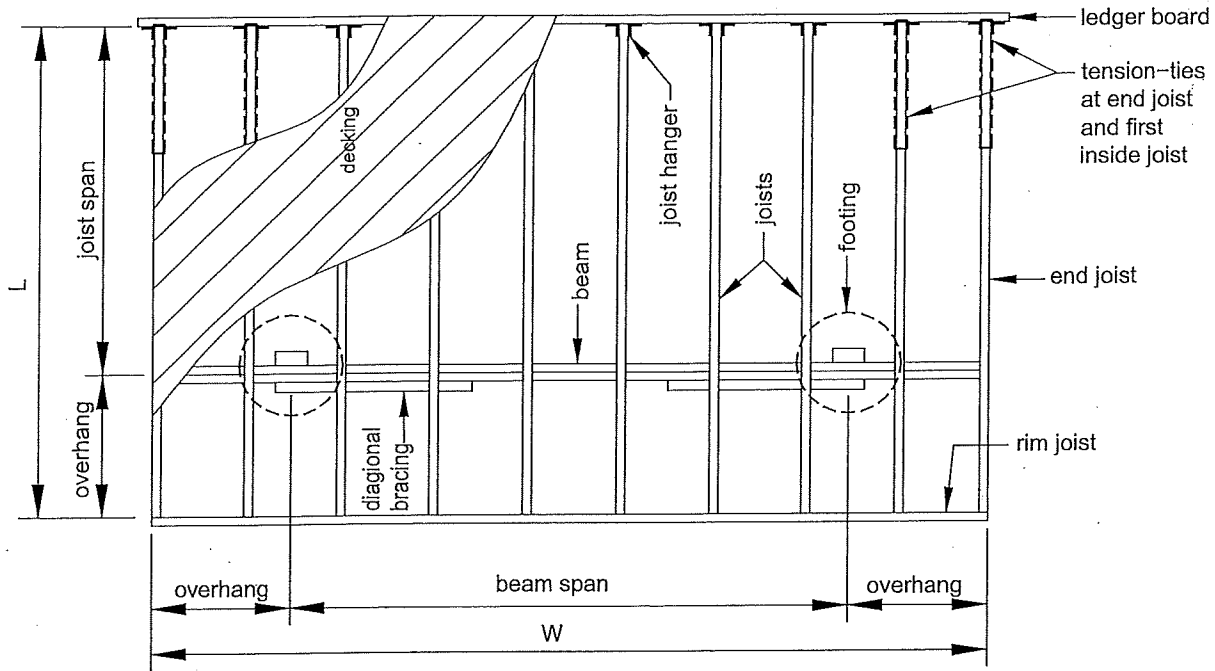 ledger board
tension-ties
at end joist
and first
inside joist
decking
joist hanger
joists
footing
joist span
L
beam
end joist
overhang
diagional
bracing
rim joist
overhang
beam span
overhang
W